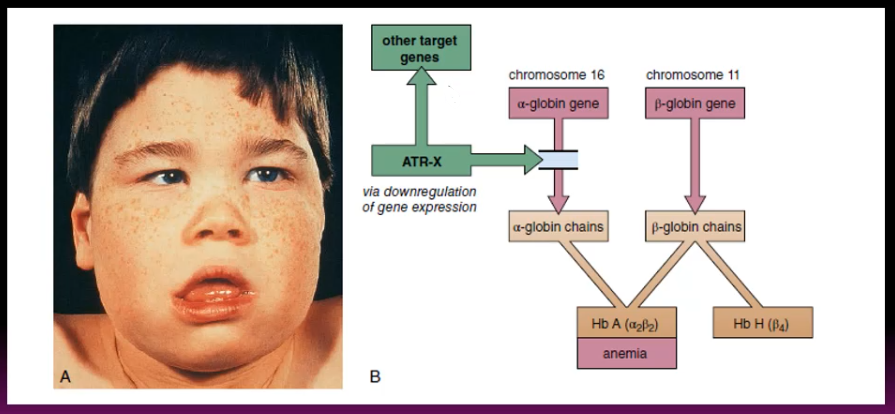 A
B
other target
genes
ATR-X
via downregulation
of gene expression
chromosome 16
α-globin gene
chromosome 11
β-globin gene
α-globin chains
β-globin chains
Hb A (α₂β₂)
anemia
Hb H (β₄)